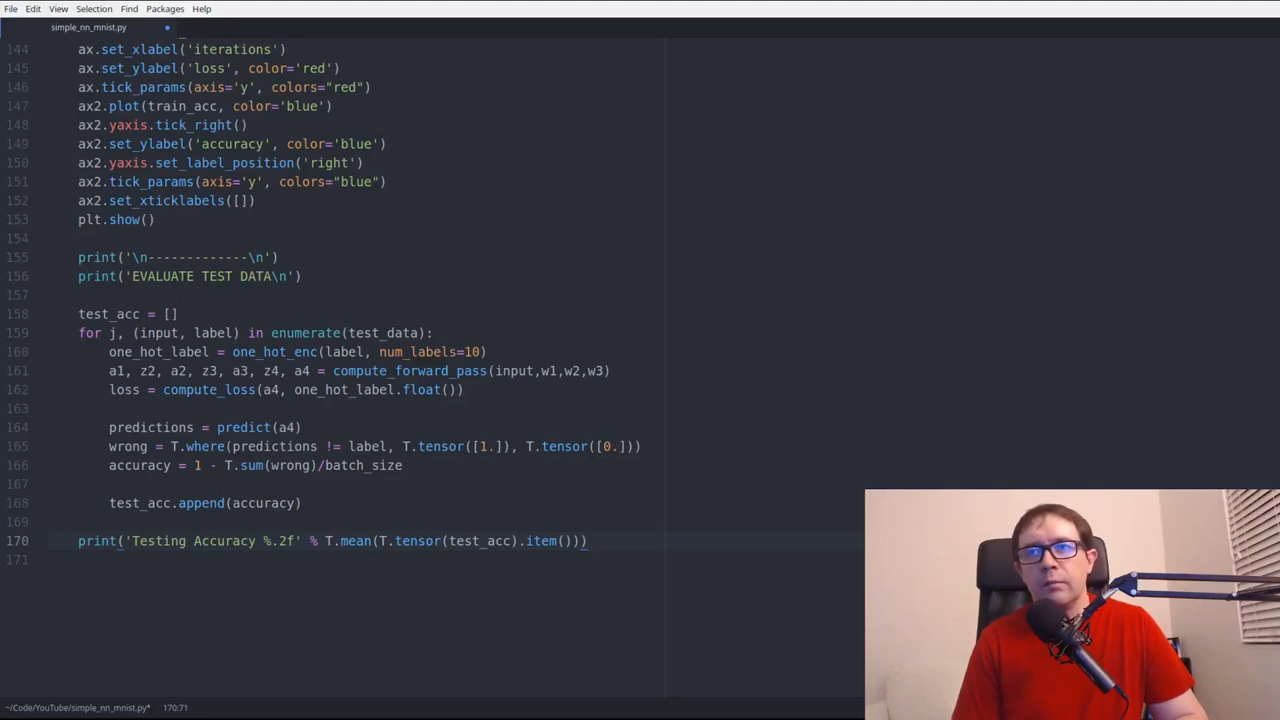 File Edit View Selection Find Packages Help
simple_nn_mnist.py
144 ax.set_xlabel('iterations')
145 ax.set_ylabel('loss', color='red')
146 ax.tick_params(axis='y', colors="red")
147 ax2.plot(train_acc, color='blue')
148 ax2.yaxis.tick_right()
149 ax2.set_ylabel('accuracy', color='blue')
150 ax2.yaxis.set_label_position('right')
151 ax2.tick_params(axis='y', colors="blue")
152 ax2.set_xticklabels([])
153 plt.show()
154
155 print('\n-------------\n')
156 print('EVALUATE TEST DATA\n')
157
158 test_acc = []
159 for j, (input, label) in enumerate(test_data):
160 one_hot_label = one_hot_enc(label, num_labels=10)
161 a1, z2, a2, z3, a3, z4, a4 = compute_forward_pass(input,w1,w2,w3)
162 loss = compute_loss(a4, one_hot_label.float())
163
164 predictions = predict(a4)
165 wrong = T.where(predictions != label, T.tensor([1.]), T.tensor([0.]))
166 accuracy = 1 - T.sum(wrong)/batch_size
167
168 test_acc.append(accuracy)
169
170 print('Testing Accuracy %.2f' % T.mean(T.tensor(test_acc).item()))
171
~/Code/YouTube/simple_nn_mnist.py* 170:71